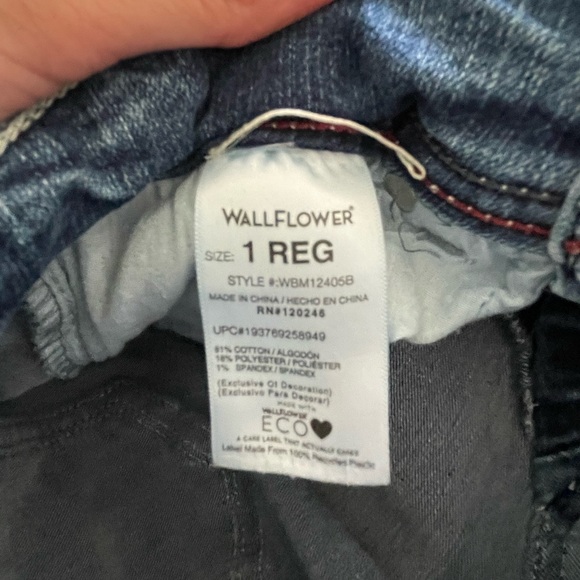 WALLFLOWER®
SIZE: 1 REG
STYLE #:WBM12405B
MADE IN CHINA / HECHO EN CHINA
RN#120246
UPC#193769258949
81% COTTON / ALGODÓN
18% POLYESTER / POLIÉSTER
1% SPANDEX / SPANDEX
(Exclusive Of Decoration)
(Exclusivo Para Decorar)
MADE WITH
WALLFLOWER
ECO
A CARE LABEL THAT ACTUALLY CARES
Label Made From 100% Recycled Plastic